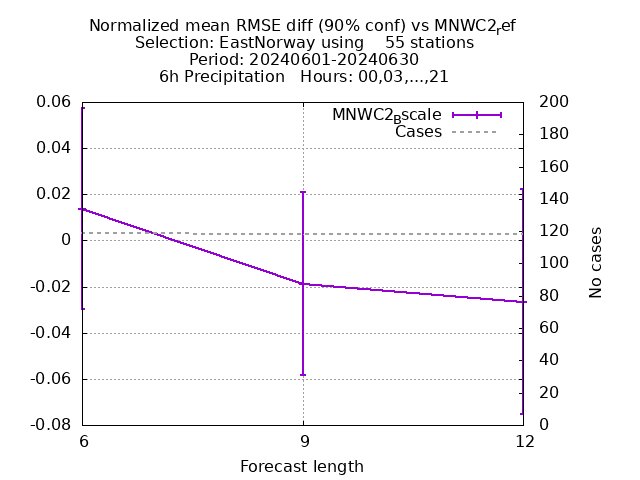 Normalized mean RMSE diff (90% conf) vs MNWC2ref
Selection: EastNorway using    55 stations
Period: 20240601-20240630
6h Precipitation   Hours: 00,03,...,21
MNWC2Bscale
Cases
0.06
0.04
0.02
0
-0.02
-0.04
-0.06
-0.08
200
180
160
140
120
100
80
60
40
20
0
No cases
6
9
12
Forecast length